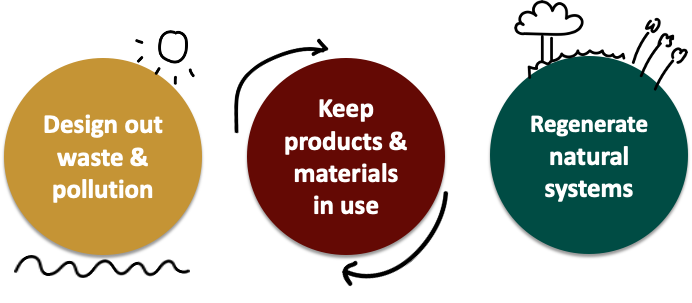 Design out
waste &
pollution
Keep
products &
materials
in use
Regenerate
natural
systems